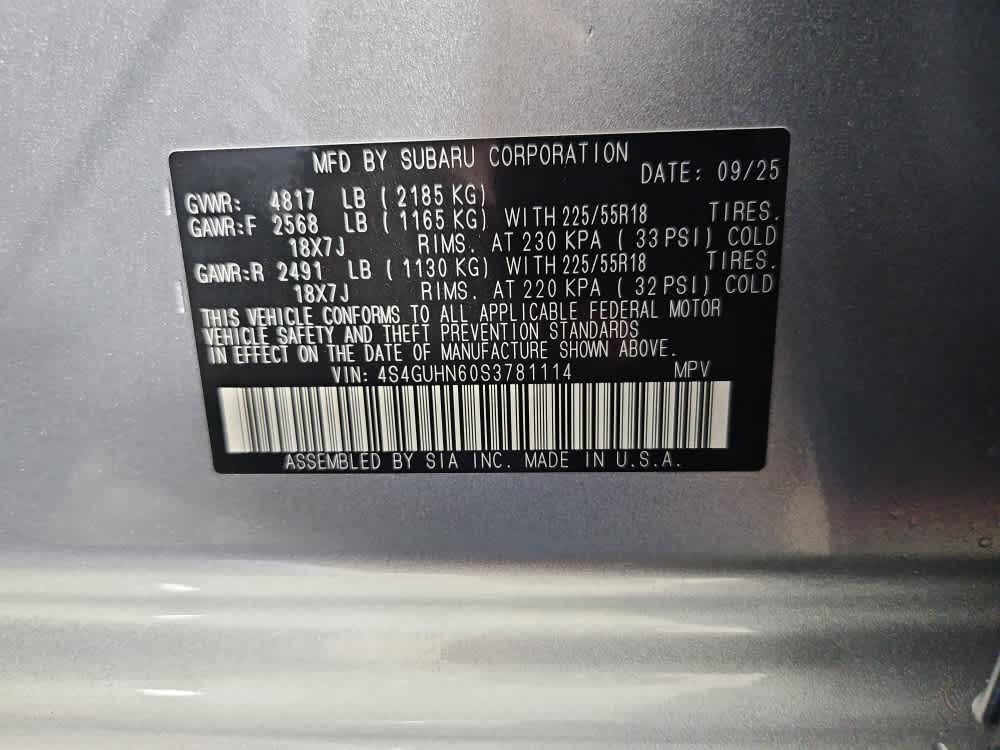 MFD BY SUBARU CORPORATION
DATE: 09/25
GVWR: 4817 LB ( 2185 KG)
GAWR:F 2568 LB ( 1165 KG) WITH 225/55R18 TIRES.
18X7J RIMS. AT 230 KPA ( 33 PSI) COLD
GAWR:R 2491 LB ( 1130 KG) WITH 225/55R18 TIRES.
18X7J RIMS. AT 220 KPA ( 32 PSI) COLD
THIS VEHICLE CONFORMS TO ALL APPLICABLE FEDERAL MOTOR
VEHICLE SAFETY AND THEFT PREVENTION STANDARDS
IN EFFECT ON THE DATE OF MANUFACTURE SHOWN ABOVE.
VIN: 4S4GUHN60S3781114 MPV
ASSEMBLED BY SIA INC. MADE IN U.S.A.